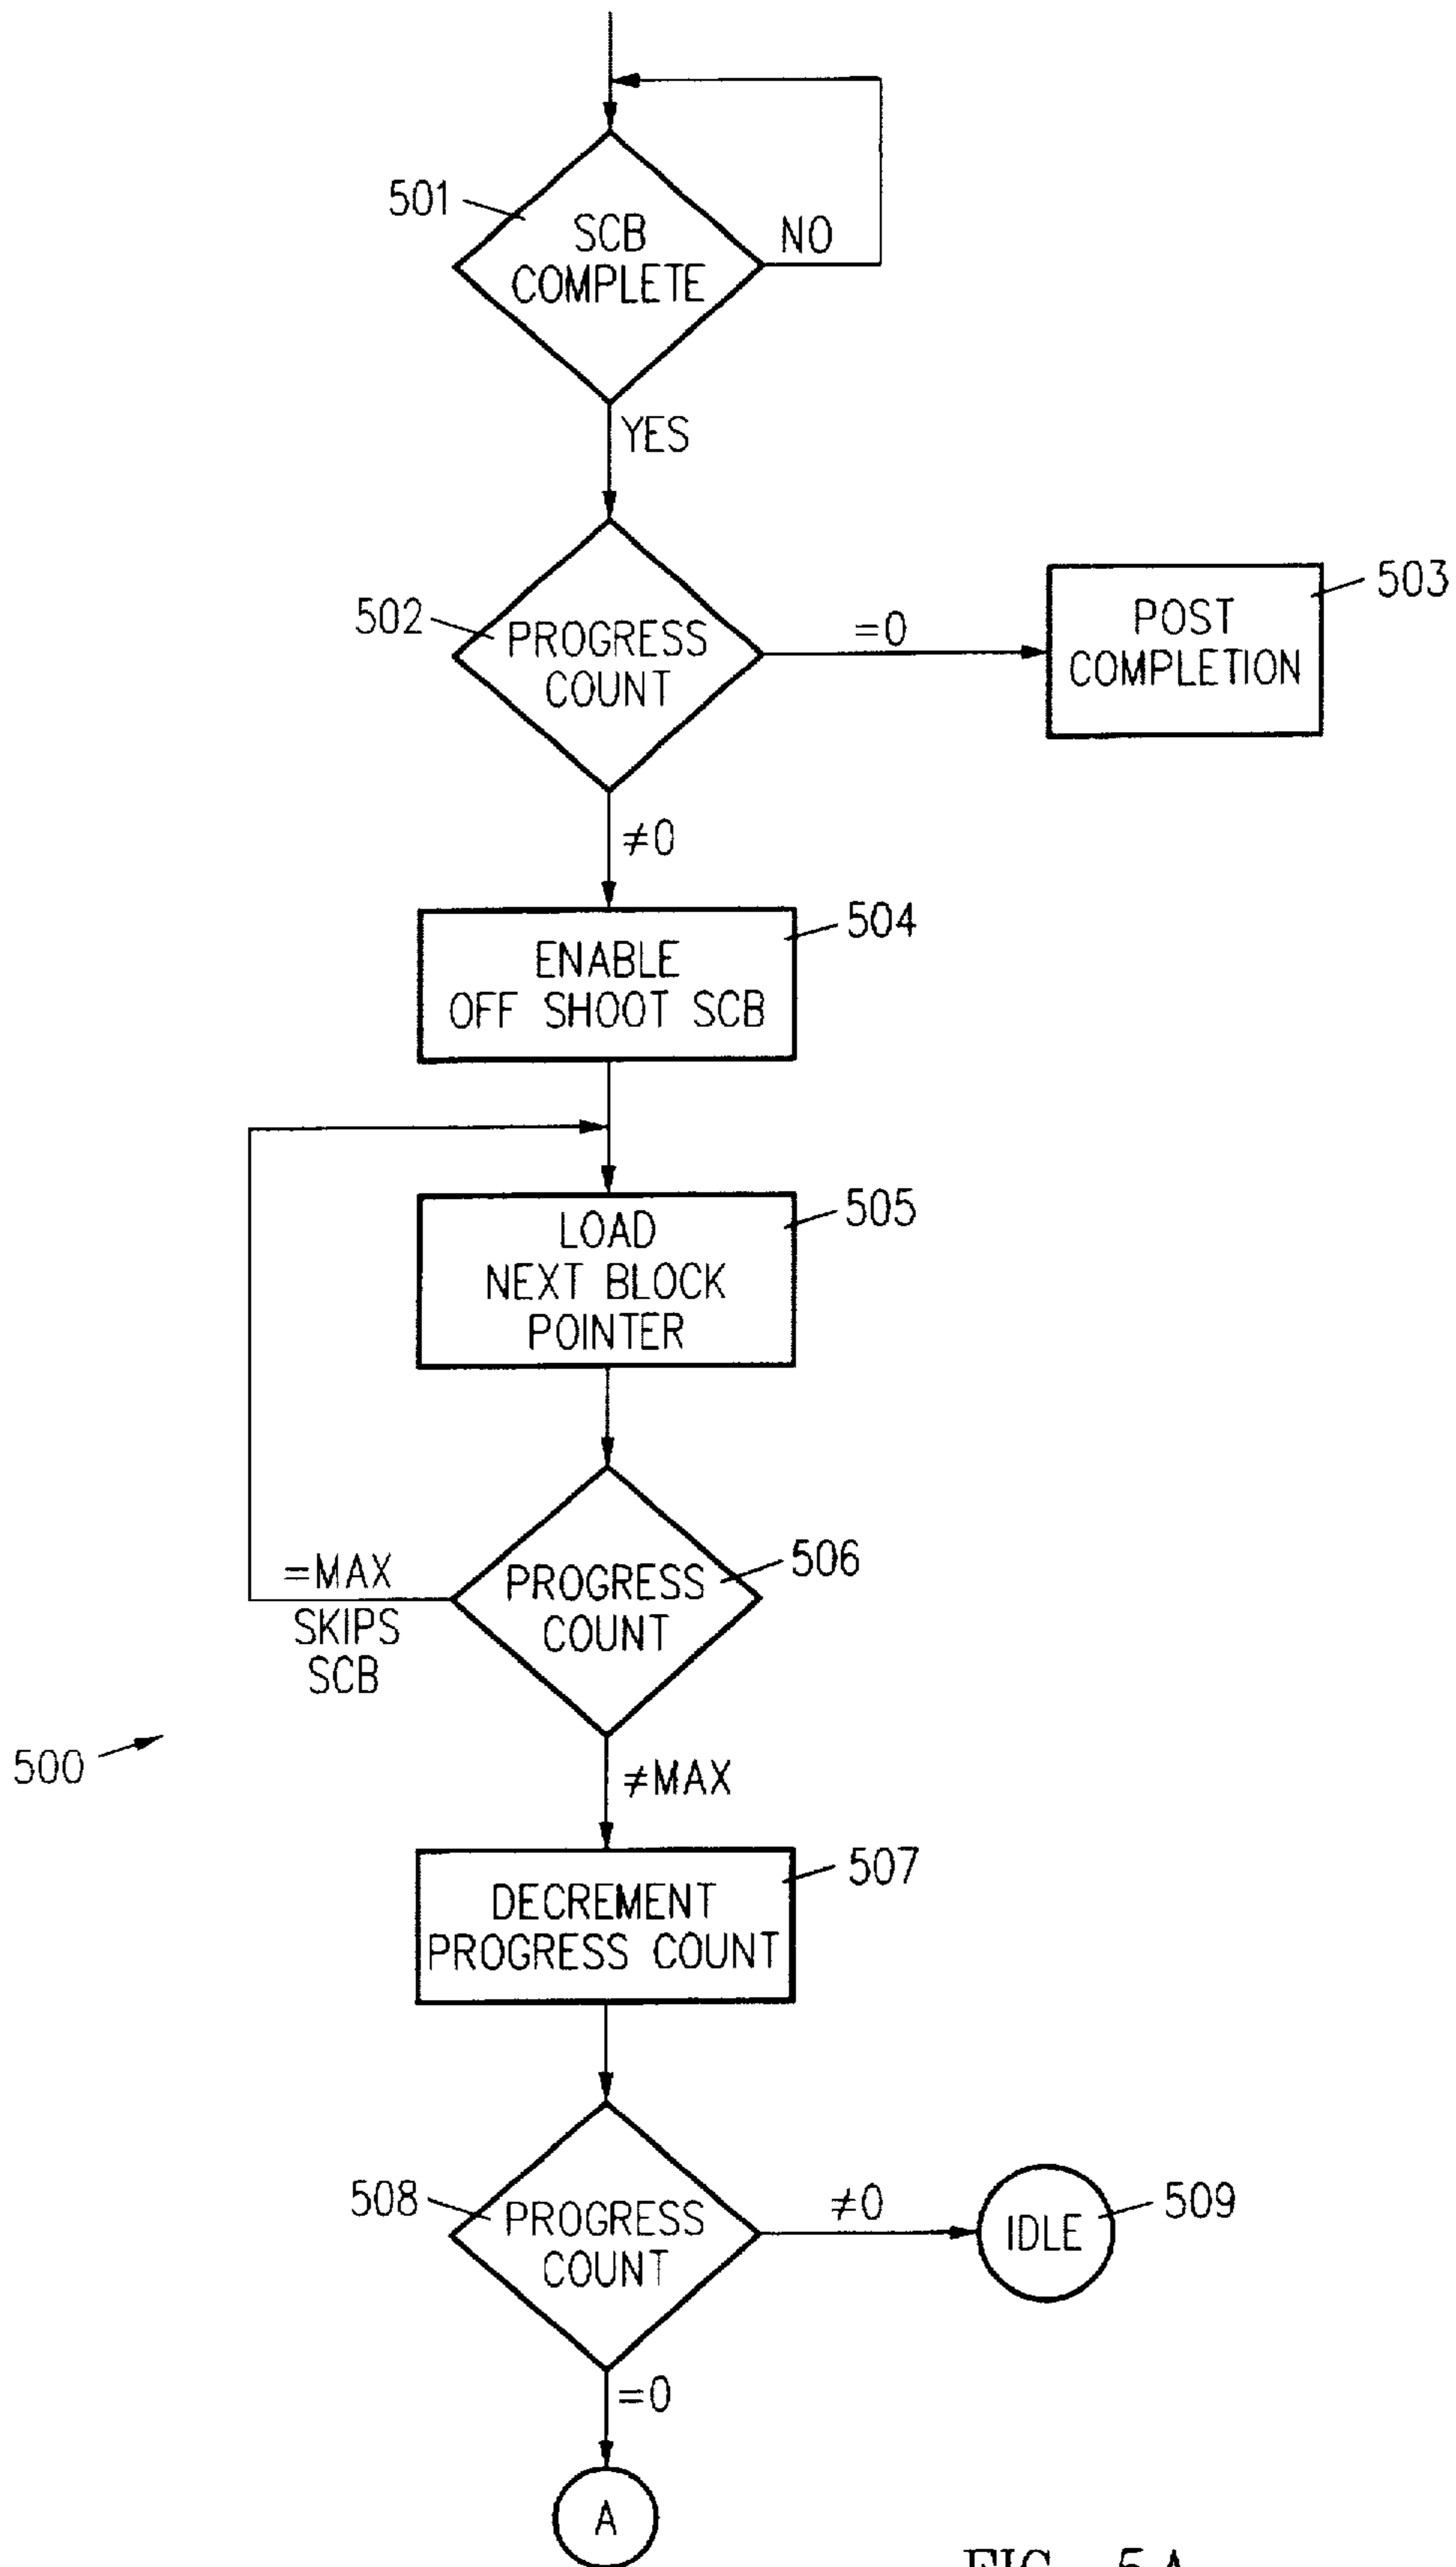 501
SCB
COMPLETE
NO
YES
502
PROGRESS
COUNT
=0
POST
COMPLETION
503
≠0
ENABLE
OFF SHOOT SCB
504
LOAD
NEXT BLOCK
POINTER
505
PROGRESS
COUNT
506
=MAX
SKIPS
SCB
500
≠MAX
DECREMENT
PROGRESS COUNT
507
508
PROGRESS
COUNT
≠0
IDLE
509
=0
A
FIG. 5A